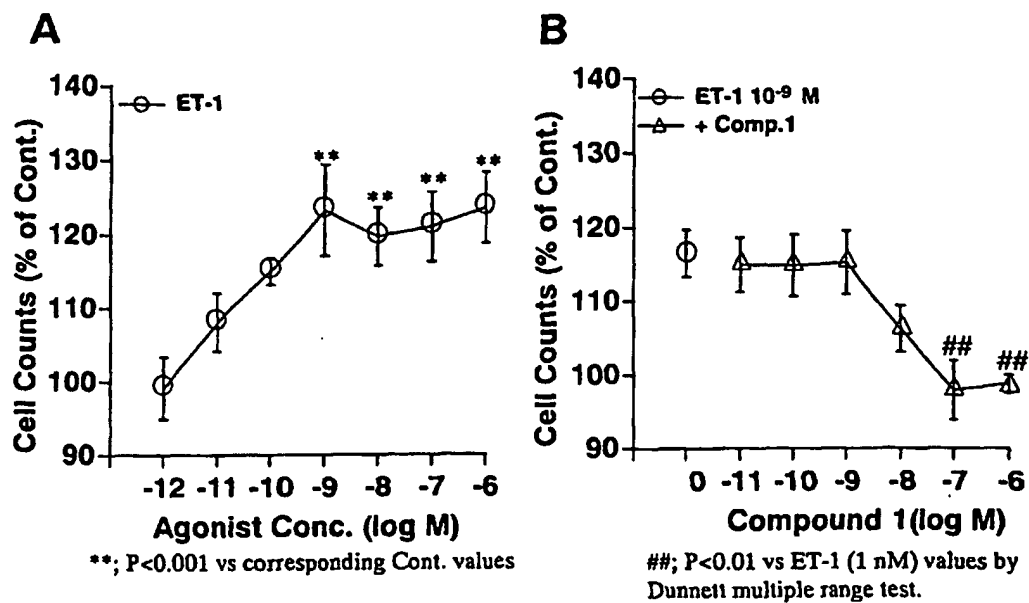 A
140
130
120
110
100
90
Cell Counts (% of Cont.)
ET-1
**
**
**
**
-12 -11 -10 -9 -8 -7 -6
Agonist Conc. (log M)
**; P<0.001 vs corresponding Cont. values
B
140
130
120
110
100
90
Cell Counts (% of Cont.)
ET-1 10⁻⁹ M
+ Comp.1
##
##
0 -11 -10 -9 -8 -7 -6
Compound 1(log M)
##; P<0.01 vs ET-1 (1 nM) values by
Dunnett multiple range test.